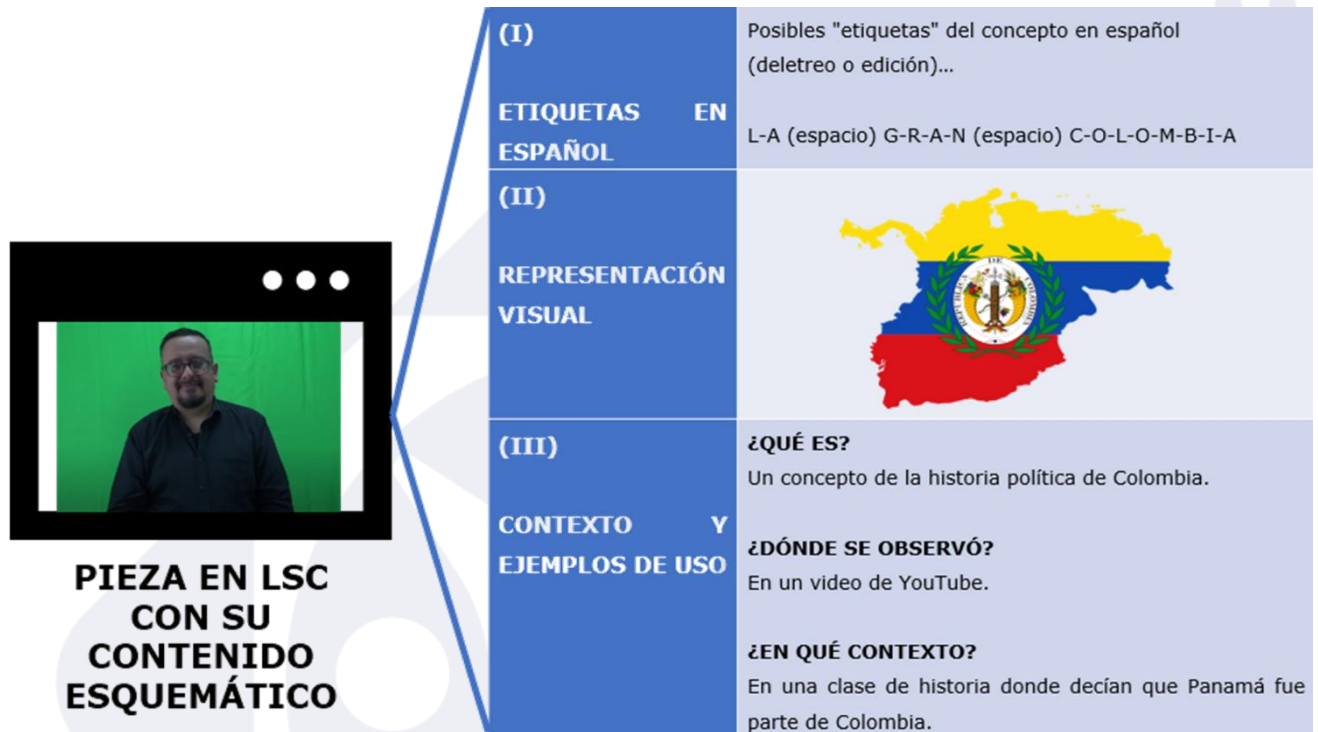 (I)
ETIQUETAS EN
ESPAÑOL
Posibles "etiquetas" del concepto en español
(deletreo o edición)...
L-A (espacio) G-R-A-N (espacio) C-O-L-O-M-B-I-A
(II)
REPRESENTACIÓN
VISUAL
REPUBLICA DE COLOMBIA
(III)
CONTEXTO Y
EJEMPLOS DE USO
¿QUÉ ES?
Un concepto de la historia política de Colombia.
¿DÓNDE SE OBSERVÓ?
En un video de YouTube.
¿EN QUÉ CONTEXTO?
En una clase de historia donde decían que Panamá fue
parte de Colombia.
PIEZA EN LSC
CON SU
CONTENIDO
ESQUEMÁTICO